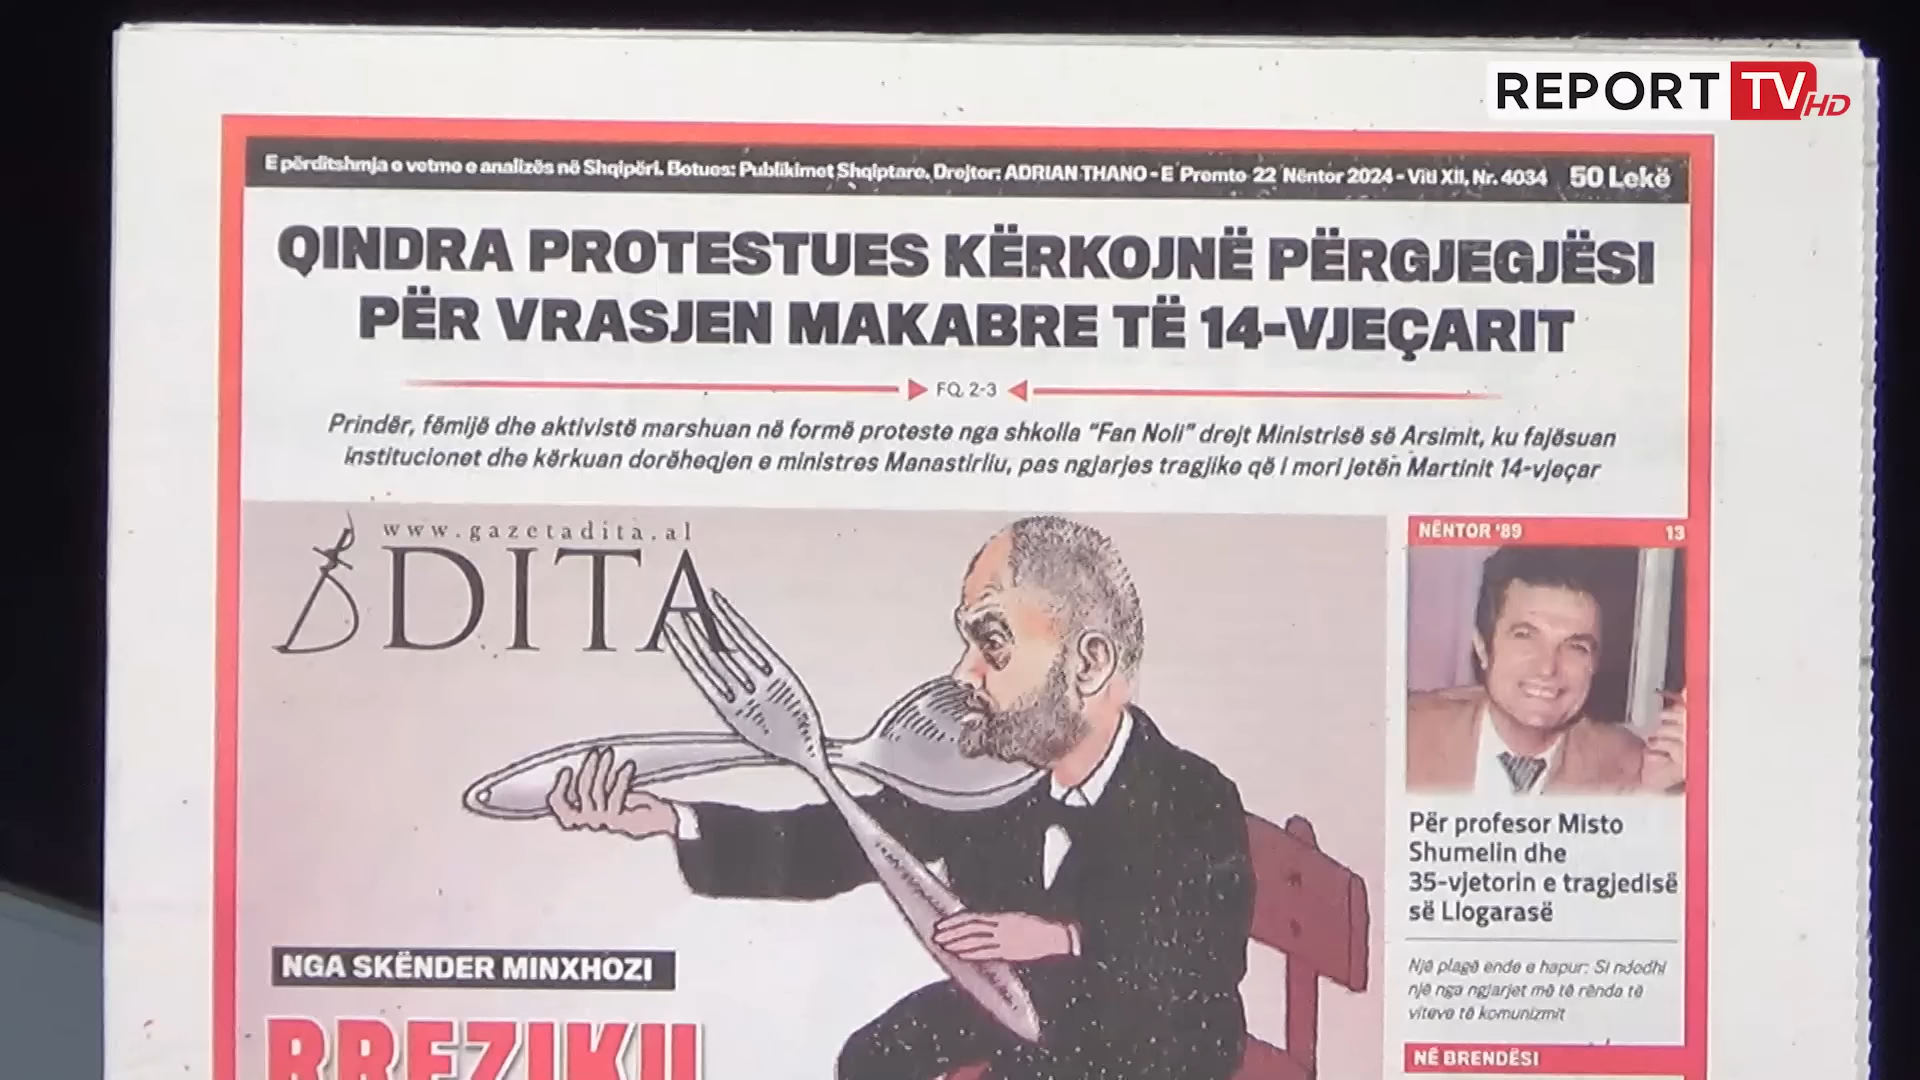 REPORT TV HD
E përditshmja e vetme e analizës në Shqipëri. Botues: Publikimet Shqiptare. Drejtor: ADRIAN THANO - E Premte 22 Nëntor 2024 - Viti XII, Nr. 4034 50 Lekë
QINDRA PROTESTUES KËRKOJNË PËRGJEGJËSI
PËR VRASJEN MAKABRE TË 14-VJEÇARIT
FQ. 2-3
Prindër, fëmijë dhe aktivistë marshuan në formë proteste nga shkolla "Fan Noli" drejt Ministrisë së Arsimit, ku fajësuan
institucionet dhe kërkuan dorëheqjen e ministres Manastirliu, pas ngjarjes tragjike që i mori jetën Martinit 14-vjeçar
www.gazetadita.al
DITA
NGA SKËNDER MINXHOZI
RREZIKU
NËNTOR '89 13
Për profesor Misto
Shumelin dhe
35-vjetorin e tragjedisë
së Llogarasë
Një plagë ende e hapur: Si ndodhi
një nga ngjarjet më të rënda të
viteve të komunizmit
NË BRENDËSI